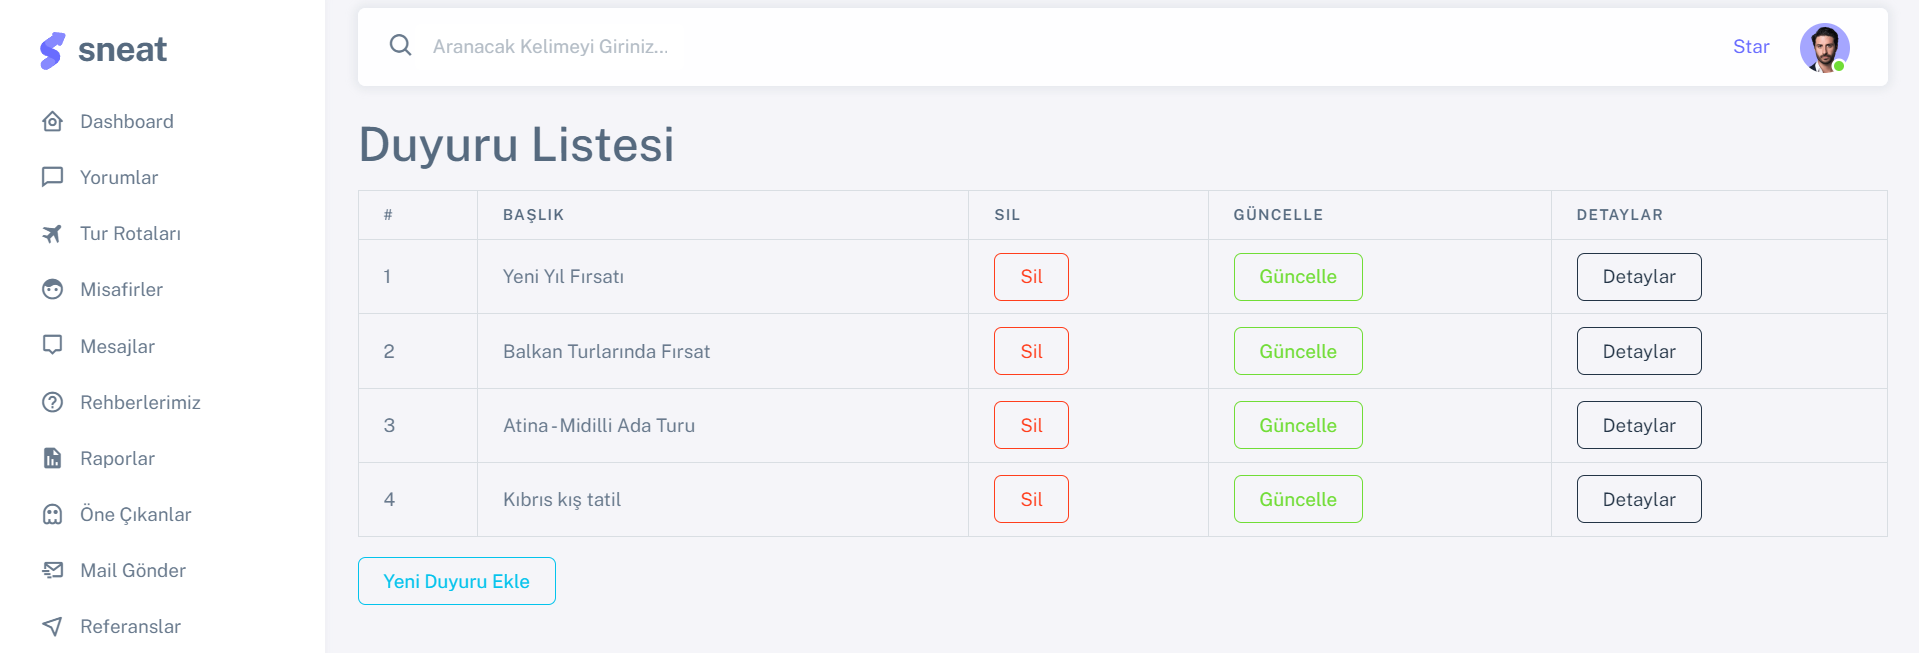 sneat
Dashboard
Yorumlar
Tur Rotaları
Misafirler
Mesajlar
Rehberlerimiz
Raporlar
Öne Çıkanlar
Mail Gönder
Referanslar
Aranacak Kelimeyi Giriniz...
Star
Duyuru Listesi
# BAŞLIK SIL GÜNCELLE DETAYLAR
1 Yeni Yıl Fırsatı Sil Güncelle Detaylar
2 Balkan Turlarında Fırsat Sil Güncelle Detaylar
3 Atina - Midilli Ada Turu Sil Güncelle Detaylar
4 Kıbrıs kış tatil Sil Güncelle Detaylar
Yeni Duyuru Ekle